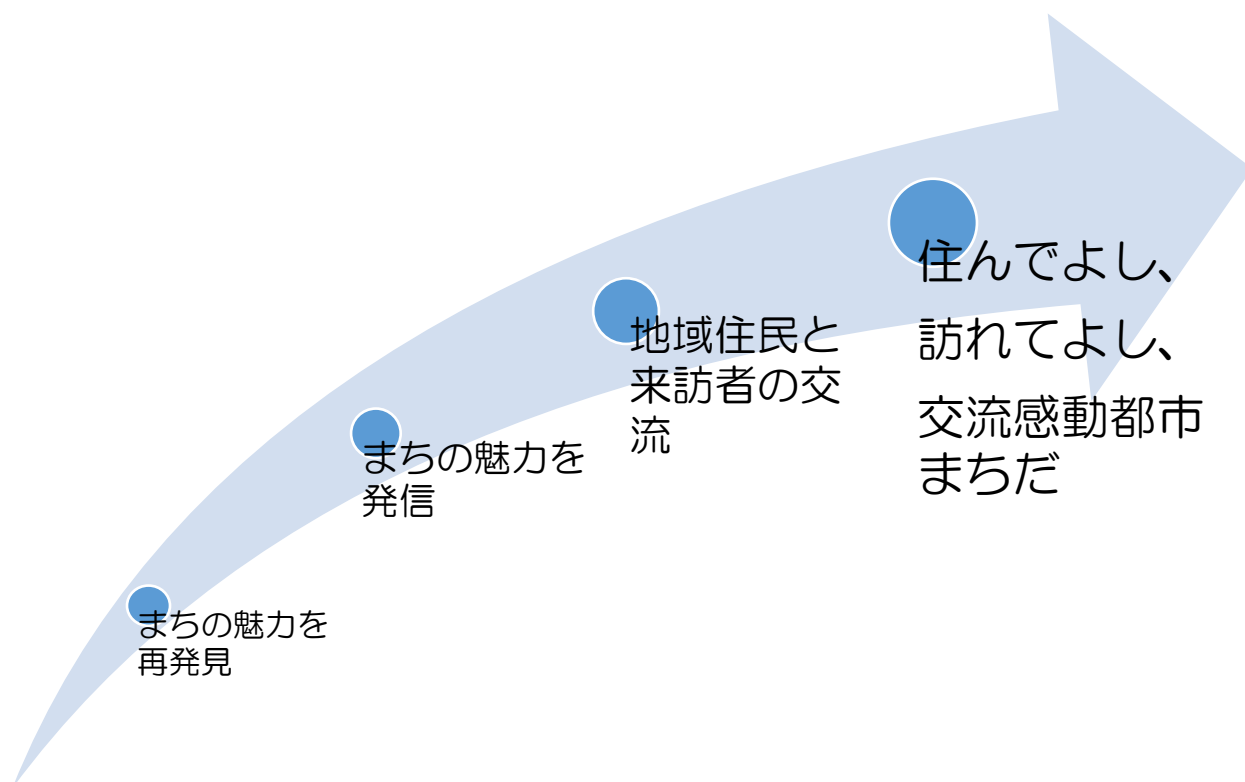 住んでよし、
訪れてよし、
交流感動都市
まちだ
地域住民と
来訪者の交
流
まちの魅力を
発信
まちの魅力を
再発見